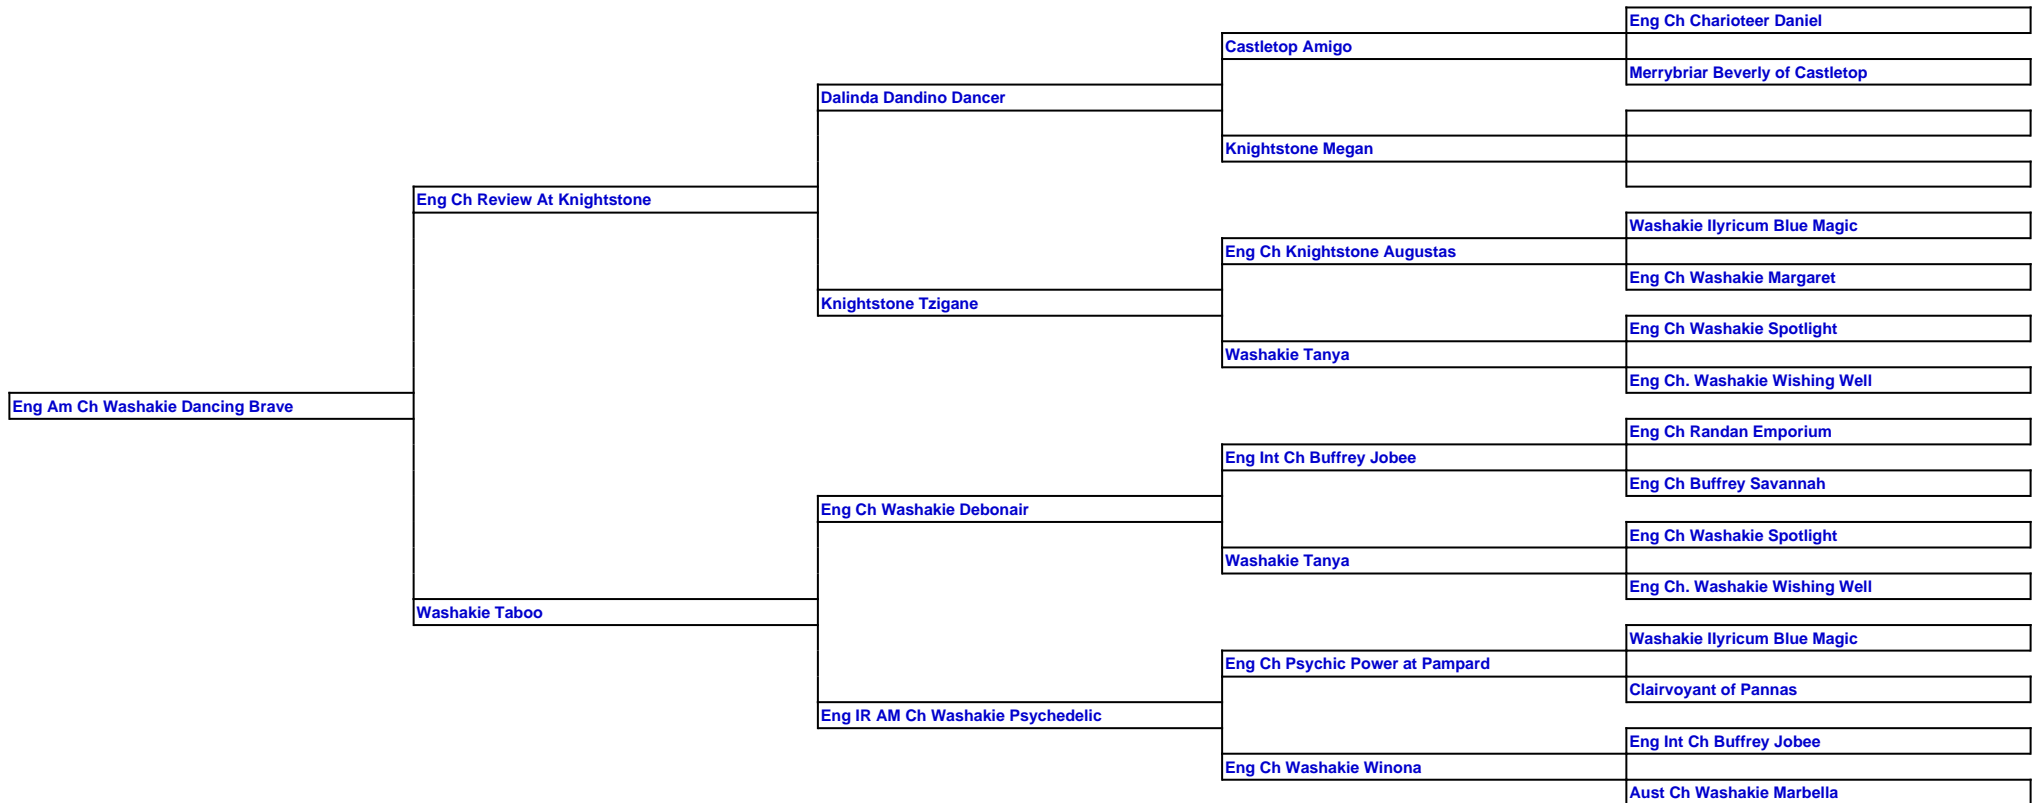 Eng Ch Charioteer Daniel
Castletop Amigo
Merrybriar Beverly of Castletop
Dalinda Dandino Dancer
Knightstone Megan
Eng Ch Review At Knightstone
Washakie Ilyricum Blue Magic
Eng Ch Knightstone Augustas
Eng Ch Washakie Margaret
Knightstone Tzigane
Eng Ch Washakie Spotlight
Washakie Tanya
Eng Ch. Washakie Wishing Well
Eng Am Ch Washakie Dancing Brave
Eng Ch Randan Emporium
Eng Int Ch Buffrey Jobee
Eng Ch Buffrey Savannah
Eng Ch Washakie Debonair
Eng Ch Washakie Spotlight
Washakie Tanya
Eng Ch. Washakie Wishing Well
Washakie Taboo
Washakie Ilyricum Blue Magic
Eng Ch Psychic Power at Pampard
Clairvoyant of Pannas
Eng IR AM Ch Washakie Psychedelic
Eng Int Ch Buffrey Jobee
Eng Ch Washakie Winona
Aust Ch Washakie Marbella